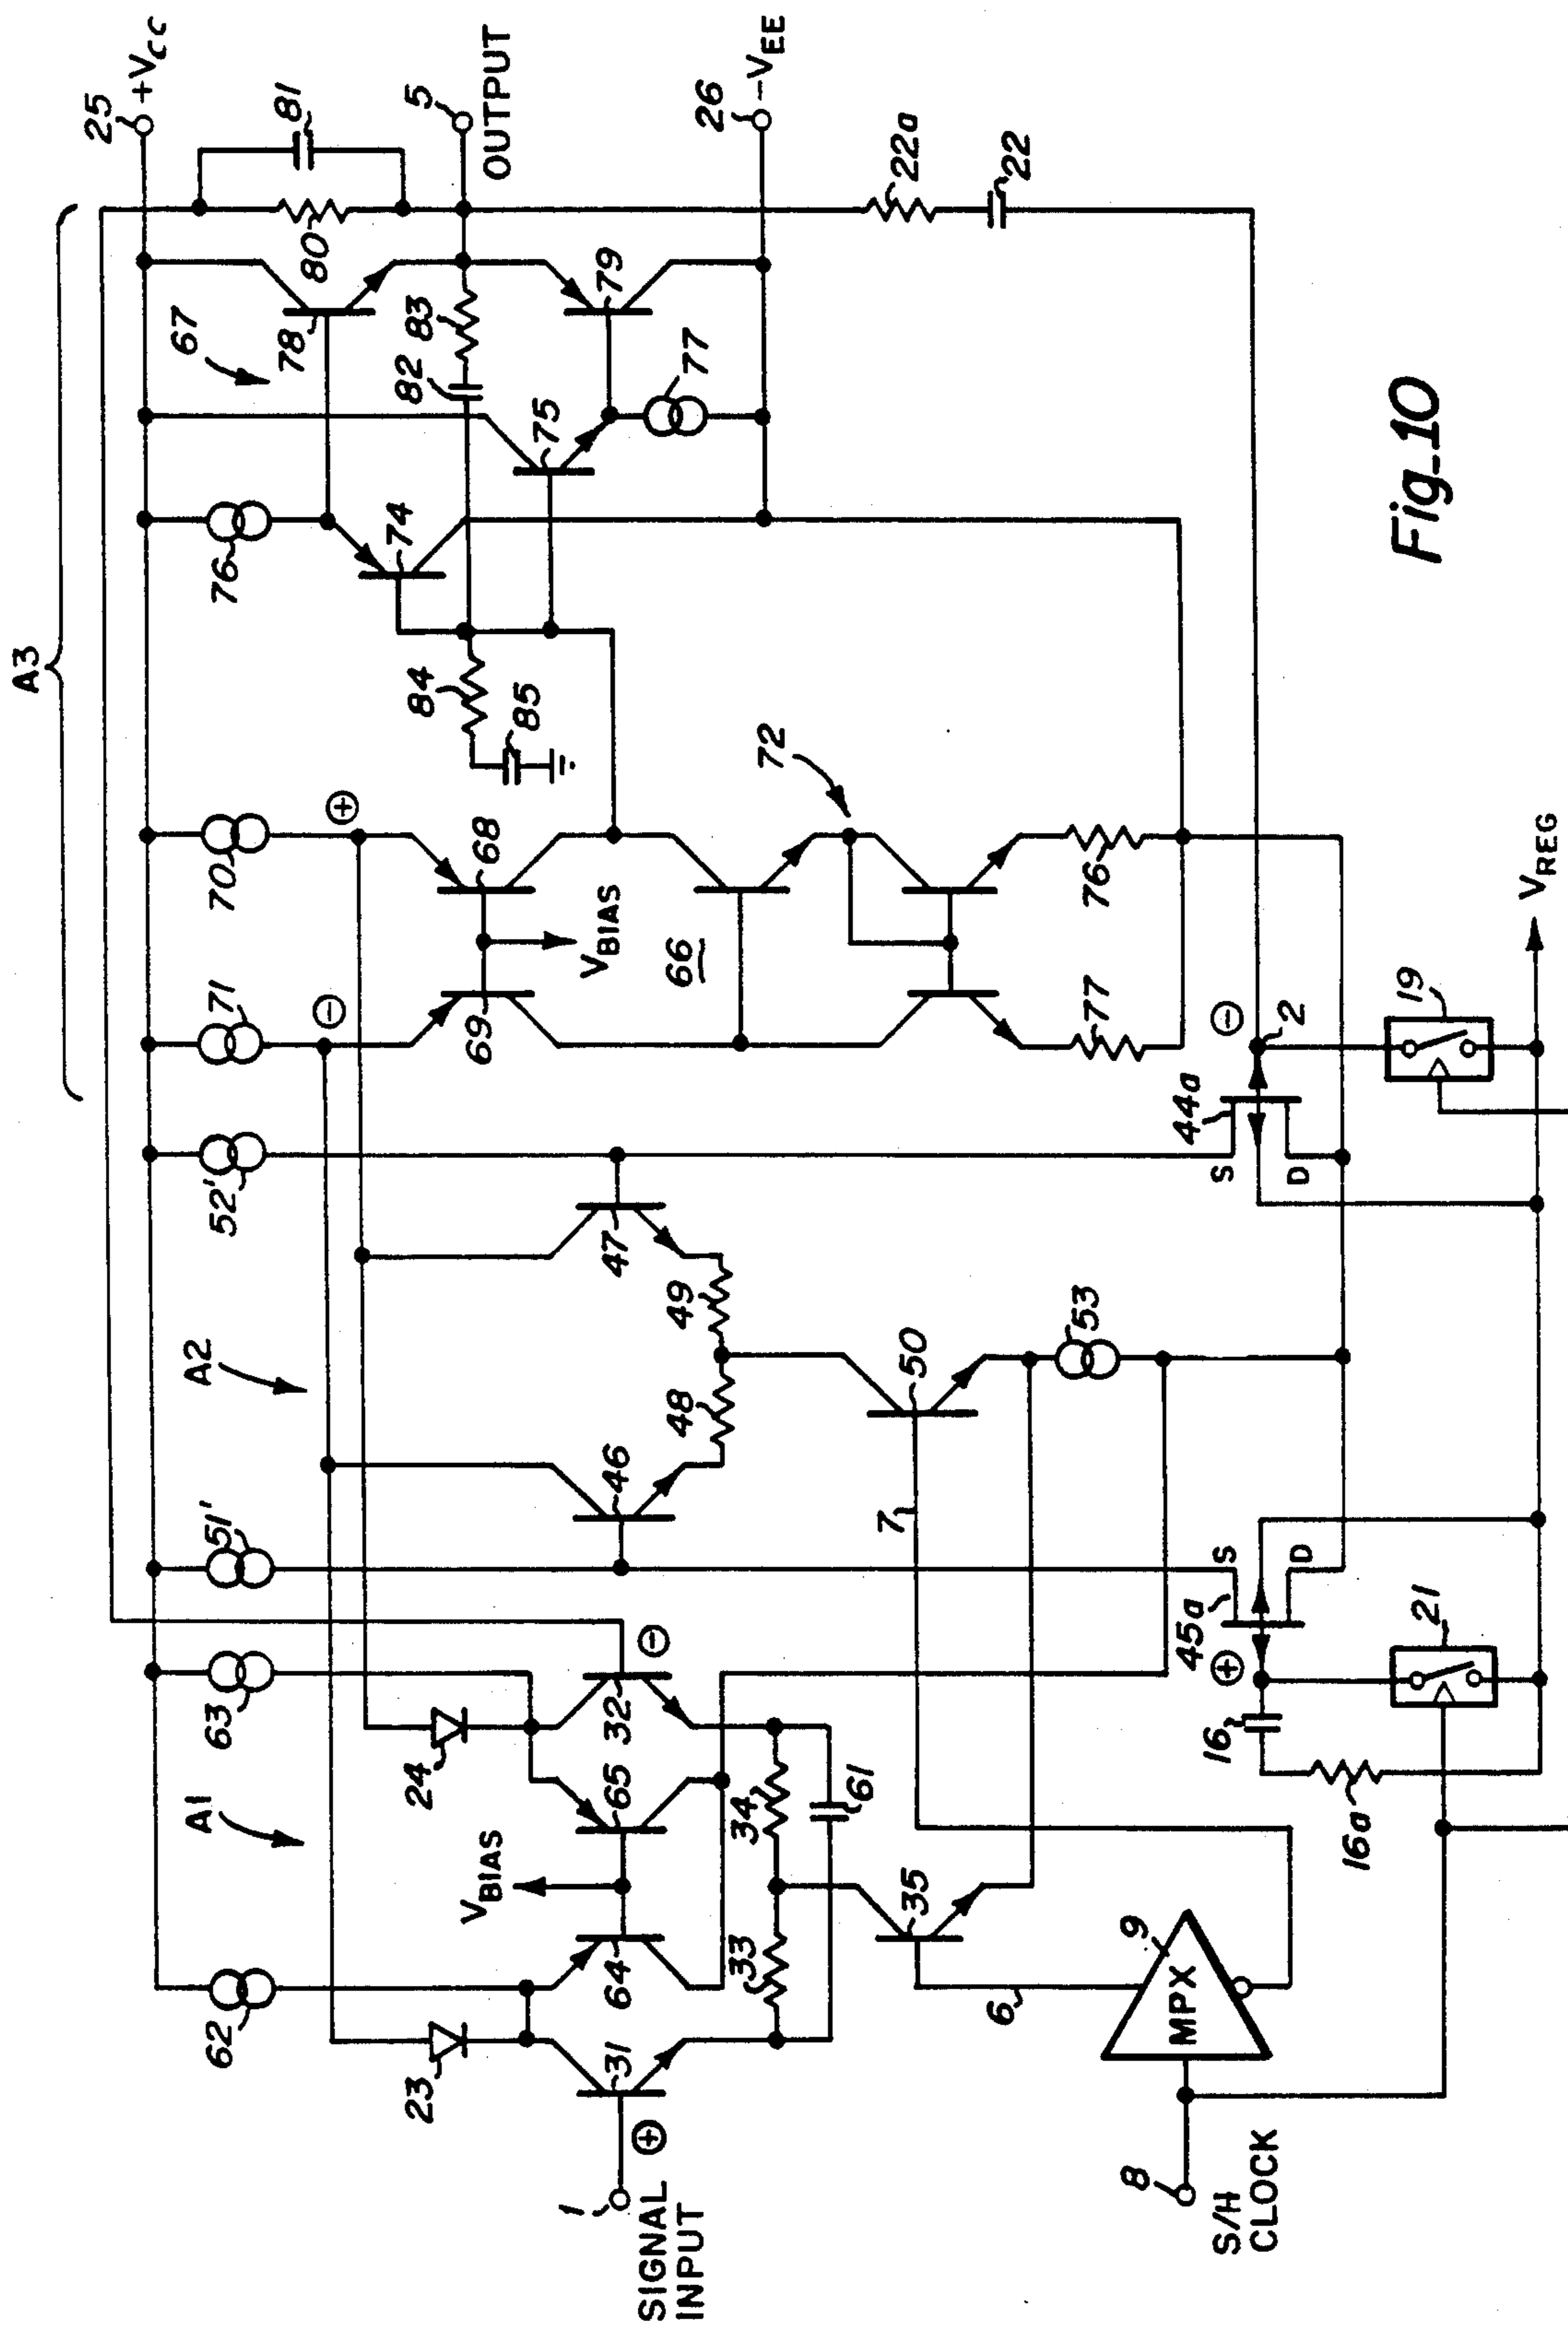 A3
25
+VCC
81
80
5
OUTPUT
26
-VEE
22a
22
67
78
82
83
79
77
75
74
76
84
85
72
70
+
68
VBIAS
66
71
-
69
76
77
52'
47
49
A2
48
46
50
53
7
51'
63
62
24
23
A1
-
32
65
64
VBIAS
31
34
33
61
35
6
9
MPX
1
+
SIGNAL
INPUT
8
S/H
CLOCK
45a
S
D
+
16
16a
21
44a
S
D
-
2
19
VREG
Fig_10